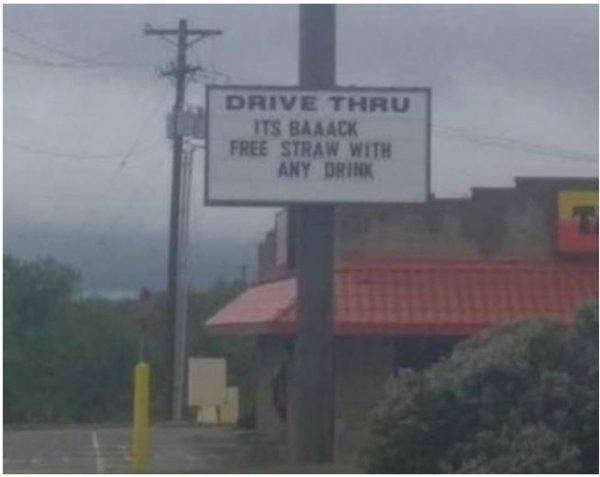 DRIVE THRU
ITS BAAACK
FREE STRAW WITH
ANY DRINK